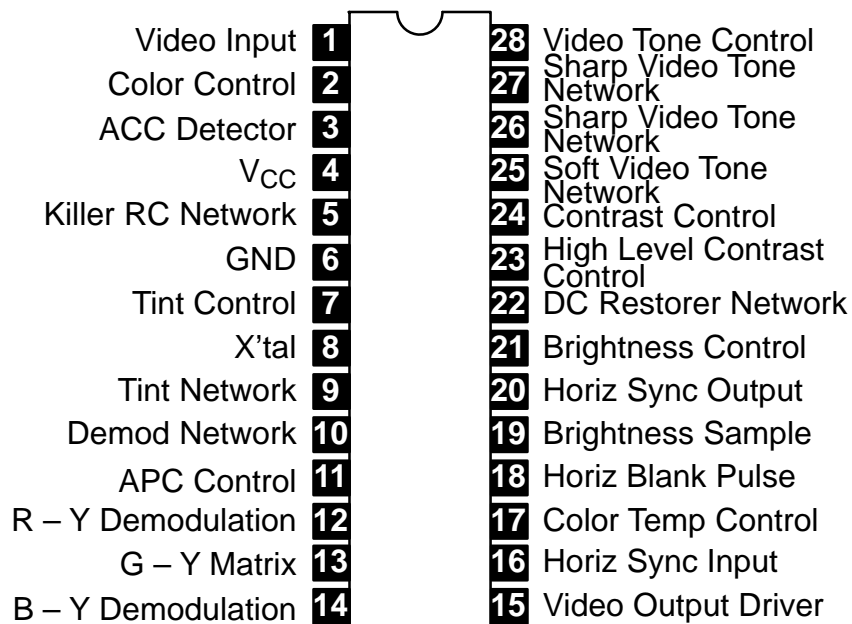 Video Input 1
Color Control 2
ACC Detector 3
VCC 4
Killer RC Network 5
GND 6
Tint Control 7
X’tal 8
Tint Network 9
Demod Network 10
APC Control 11
R – Y Demodulation 12
G – Y Matrix 13
B – Y Demodulation 14
28 Video Tone Control
27 Sharp Video Tone
Network
26 Sharp Video Tone
Network
25 Soft Video Tone
Network
24 Contrast Control
23 High Level Contrast
Control
22 DC Restorer Network
21 Brightness Control
20 Horiz Sync Output
19 Brightness Sample
18 Horiz Blank Pulse
17 Color Temp Control
16 Horiz Sync Input
15 Video Output Driver